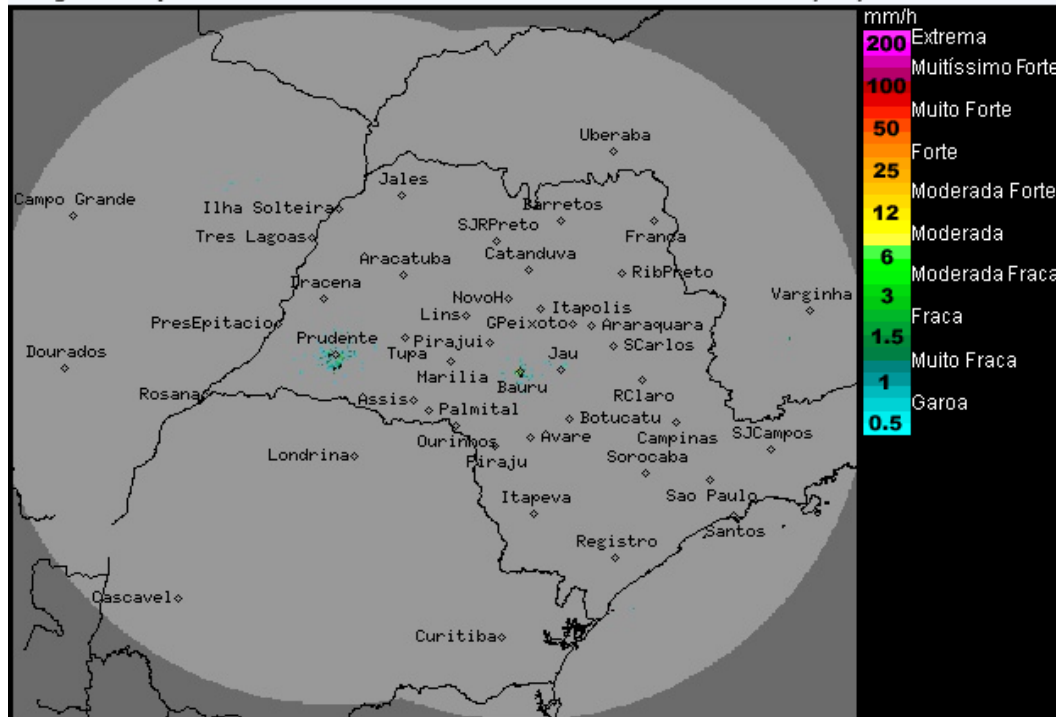 mm/h
200 Extrema
Muitíssimo Forte
100
Muito Forte
50
Forte
25
Moderada Forte
12
Moderada
6
Moderada Fraca
3
Fraca
1.5
Muito Fraca
1
Garoa
0.5
Uberaba
Jales
Campo Grande
Ilha Solteira
Barretos
SJRPreto
Franca
Tres Lagoas
Catanduva
Aracatuba
RibPreto
Dracena
NovoH
Varginha
Itapolis
Lins
PresEpitacio
GPeixoto
Araraquara
Prudente
Pirajui
SCarlos
Dourados
Tupa
Jau
Marilia
Bauru
Rosana
RClaro
Assis
Palmital
Botucatu
Ourinhos
Avare
Campinas
SJCampos
Londrina
Piraju
Sorocaba
Itapeva
Sao Paulo
Santos
Registro
Cascavel
Curitiba